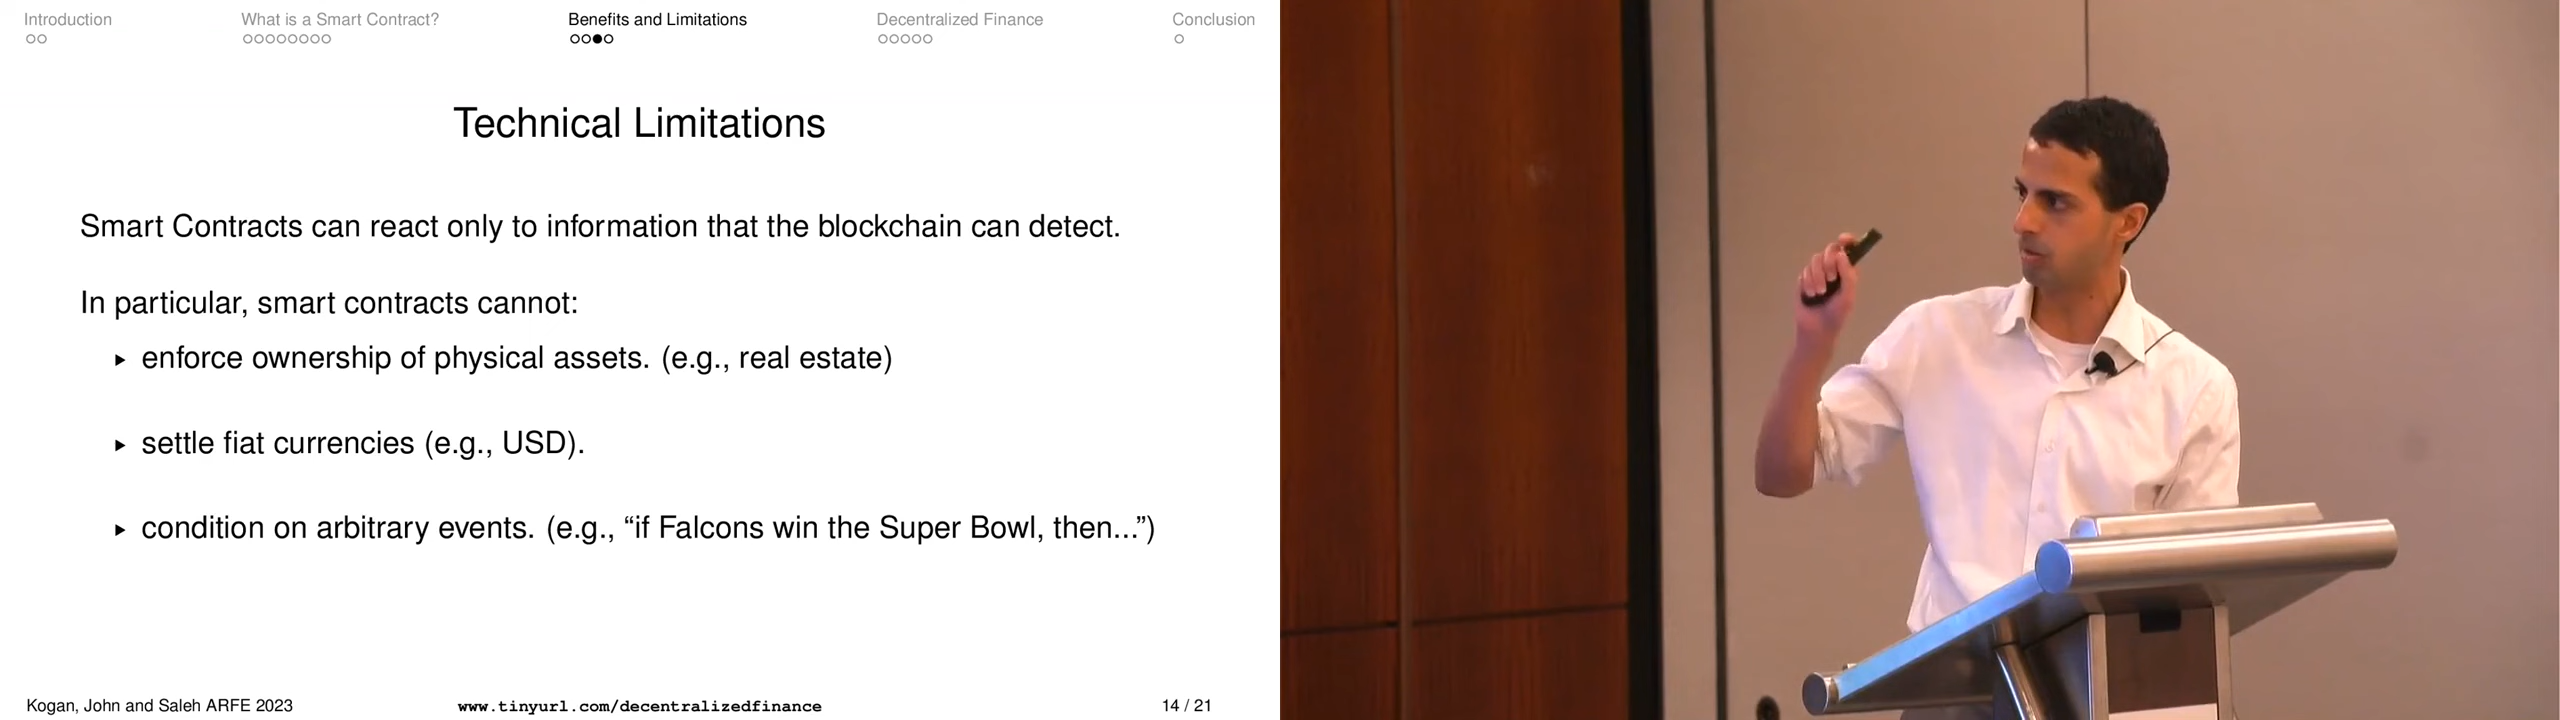 Introduction
What is a Smart Contract?
Benefits and Limitations
Decentralized Finance
Conclusion
Technical Limitations
Smart Contracts can react only to information that the blockchain can detect.
In particular, smart contracts cannot:
▸ enforce ownership of physical assets. (e.g., real estate)
▸ settle fiat currencies (e.g., USD).
▸ condition on arbitrary events. (e.g., “if Falcons win the Super Bowl, then...”)
Kogan, John and Saleh ARFE 2023
www.tinyurl.com/decentralizedfinance
14 / 21